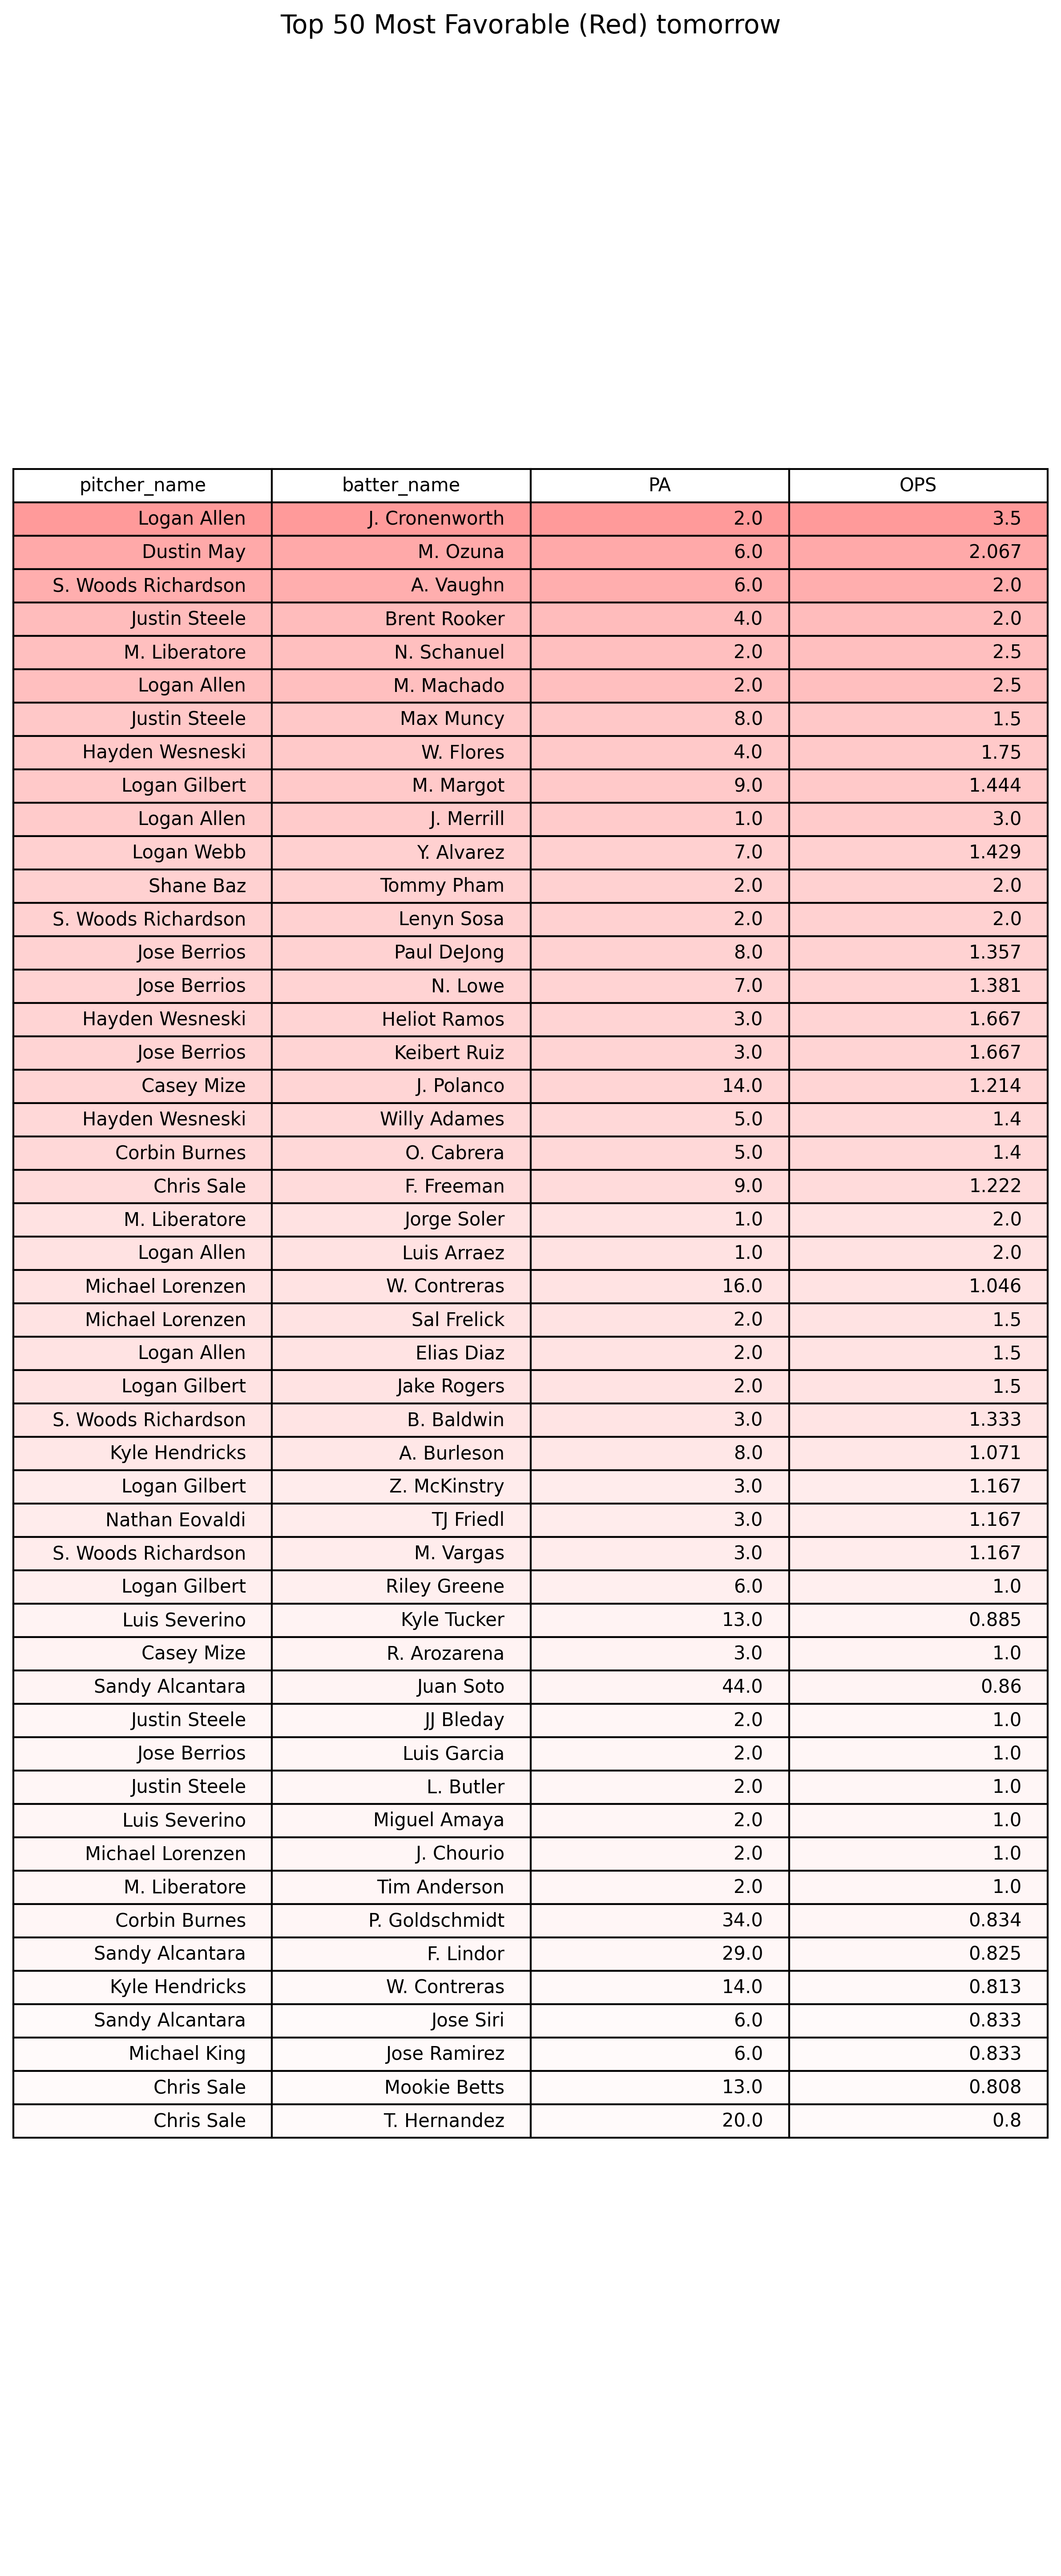 Top 50 Most Favorable (Red) tomorrow
pitcher_name batter_name PA OPS
Logan Allen J. Cronenworth 2.0 3.5
Dustin May M. Ozuna 6.0 2.067
S. Woods Richardson A. Vaughn 6.0 2.0
Justin Steele Brent Rooker 4.0 2.0
M. Liberatore N. Schanuel 2.0 2.5
Logan Allen M. Machado 2.0 2.5
Justin Steele Max Muncy 8.0 1.5
Hayden Wesneski W. Flores 4.0 1.75
Logan Gilbert M. Margot 9.0 1.444
Logan Allen J. Merrill 1.0 3.0
Logan Webb Y. Alvarez 7.0 1.429
Shane Baz Tommy Pham 2.0 2.0
S. Woods Richardson Lenyn Sosa 2.0 2.0
Jose Berrios Paul DeJong 8.0 1.357
Jose Berrios N. Lowe 7.0 1.381
Hayden Wesneski Heliot Ramos 3.0 1.667
Jose Berrios Keibert Ruiz 3.0 1.667
Casey Mize J. Polanco 14.0 1.214
Hayden Wesneski Willy Adames 5.0 1.4
Corbin Burnes O. Cabrera 5.0 1.4
Chris Sale F. Freeman 9.0 1.222
M. Liberatore Jorge Soler 1.0 2.0
Logan Allen Luis Arraez 1.0 2.0
Michael Lorenzen W. Contreras 16.0 1.046
Michael Lorenzen Sal Frelick 2.0 1.5
Logan Allen Elias Diaz 2.0 1.5
Logan Gilbert Jake Rogers 2.0 1.5
S. Woods Richardson B. Baldwin 3.0 1.333
Kyle Hendricks A. Burleson 8.0 1.071
Logan Gilbert Z. McKinstry 3.0 1.167
Nathan Eovaldi TJ Friedl 3.0 1.167
S. Woods Richardson M. Vargas 3.0 1.167
Logan Gilbert Riley Greene 6.0 1.0
Luis Severino Kyle Tucker 13.0 0.885
Casey Mize R. Arozarena 3.0 1.0
Sandy Alcantara Juan Soto 44.0 0.86
Justin Steele JJ Bleday 2.0 1.0
Jose Berrios Luis Garcia 2.0 1.0
Justin Steele L. Butler 2.0 1.0
Luis Severino Miguel Amaya 2.0 1.0
Michael Lorenzen J. Chourio 2.0 1.0
M. Liberatore Tim Anderson 2.0 1.0
Corbin Burnes P. Goldschmidt 34.0 0.834
Sandy Alcantara F. Lindor 29.0 0.825
Kyle Hendricks W. Contreras 14.0 0.813
Sandy Alcantara Jose Siri 6.0 0.833
Michael King Jose Ramirez 6.0 0.833
Chris Sale Mookie Betts 13.0 0.808
Chris Sale T. Hernandez 20.0 0.8